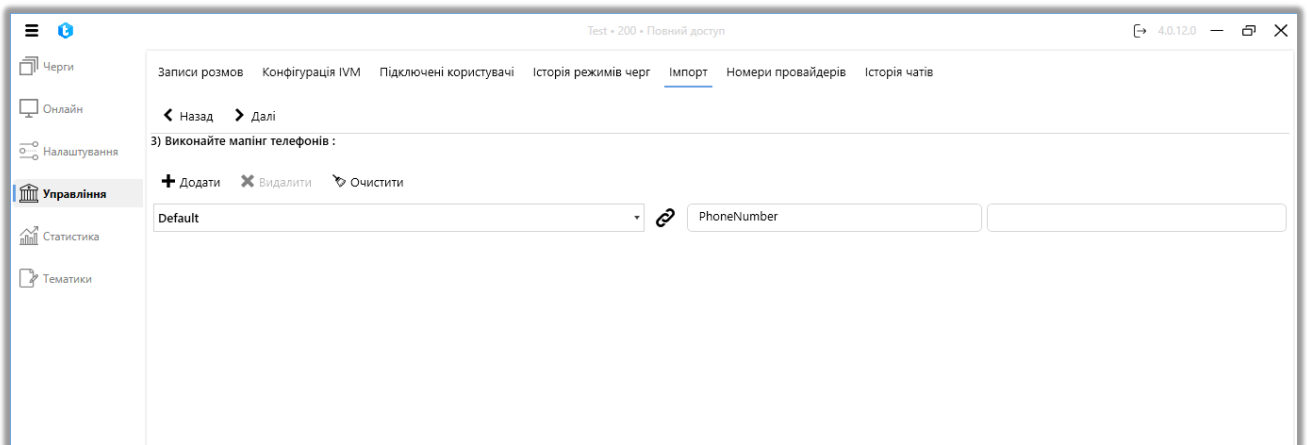 Test • 200 • Повний доступ
4.0.12.0
Черги
Онлайн
Налаштування
Управління
Статистика
Тематики
Записи розмов Конфігурація IVM Підключені користувачі Історія режимів черг Імпорт Номери провайдерів Історія чатів
Назад Далі
3) Виконайте мапінг телефонів :
Додати Видалити Очистити
Default PhoneNumber